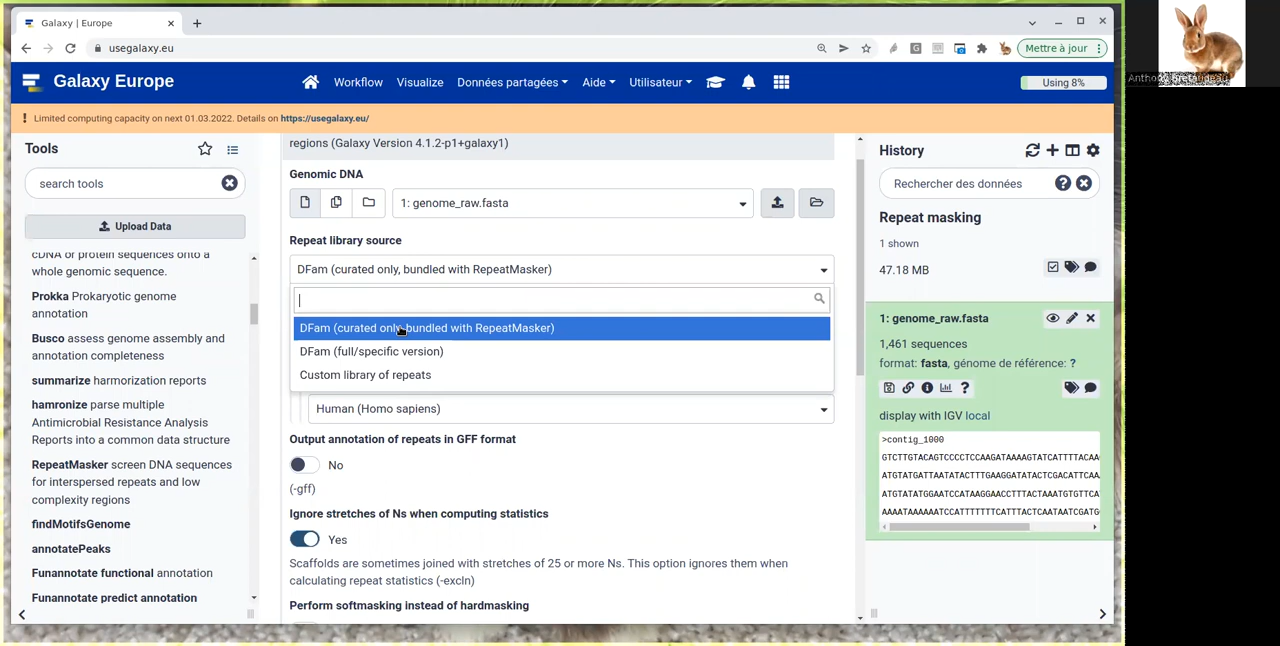 Galaxy | Europe
usegalaxy.eu
Mettre à jour
Galaxy Europe
Workflow
Visualize
Données partagées
Aide
Utilisateur
Using 8%
Limited computing capacity on next 01.03.2022. Details on https://usegalaxy.eu/
Tools
search tools
Upload Data
cDNA or protein sequences onto a
whole genomic sequence.
Prokka Prokaryotic genome
annotation
Busco assess genome assembly and
annotation completeness
summarize harmorization reports
hamronize parse multiple
Antimicrobial Resistance Analysis
Reports into a common data structure
RepeatMasker screen DNA sequences
for interspersed repeats and low
complexity regions
findMotifsGenome
annotatePeaks
Funannotate functional annotation
Funannotate predict annotation
regions (Galaxy Version 4.1.2-p1+galaxy1)
Genomic DNA
1: genome_raw.fasta
Repeat library source
DFam (curated only, bundled with RepeatMasker)
DFam (curated only, bundled with RepeatMasker)
DFam (full/specific version)
Custom library of repeats
Human (Homo sapiens)
Output annotation of repeats in GFF format
No
(-gff)
Ignore stretches of Ns when computing statistics
Yes
Scaffolds are sometimes joined with stretches of 25 or more Ns. This option ignores them when
calculating repeat statistics (-excln)
Perform softmasking instead of hardmasking
History
Rechercher des données
Repeat masking
1 shown
47.18 MB
1: genome_raw.fasta
1,461 sequences
format: fasta, génome de référence: ?
display with IGV local
>contig_1000
GTCTTGTACAGTCCCCTCCAAGATAAAAGTATCATTTTACAA
ATGTATGATTAATATACTTTGAAGGATATACTCGACATTCAA
ATGTATATGGAATCCATAAGGAACCTTTACTAAATGTGTTCA
AAAATAAAAAATCCATTTTTTTCATTTACTCAATAATCGATG